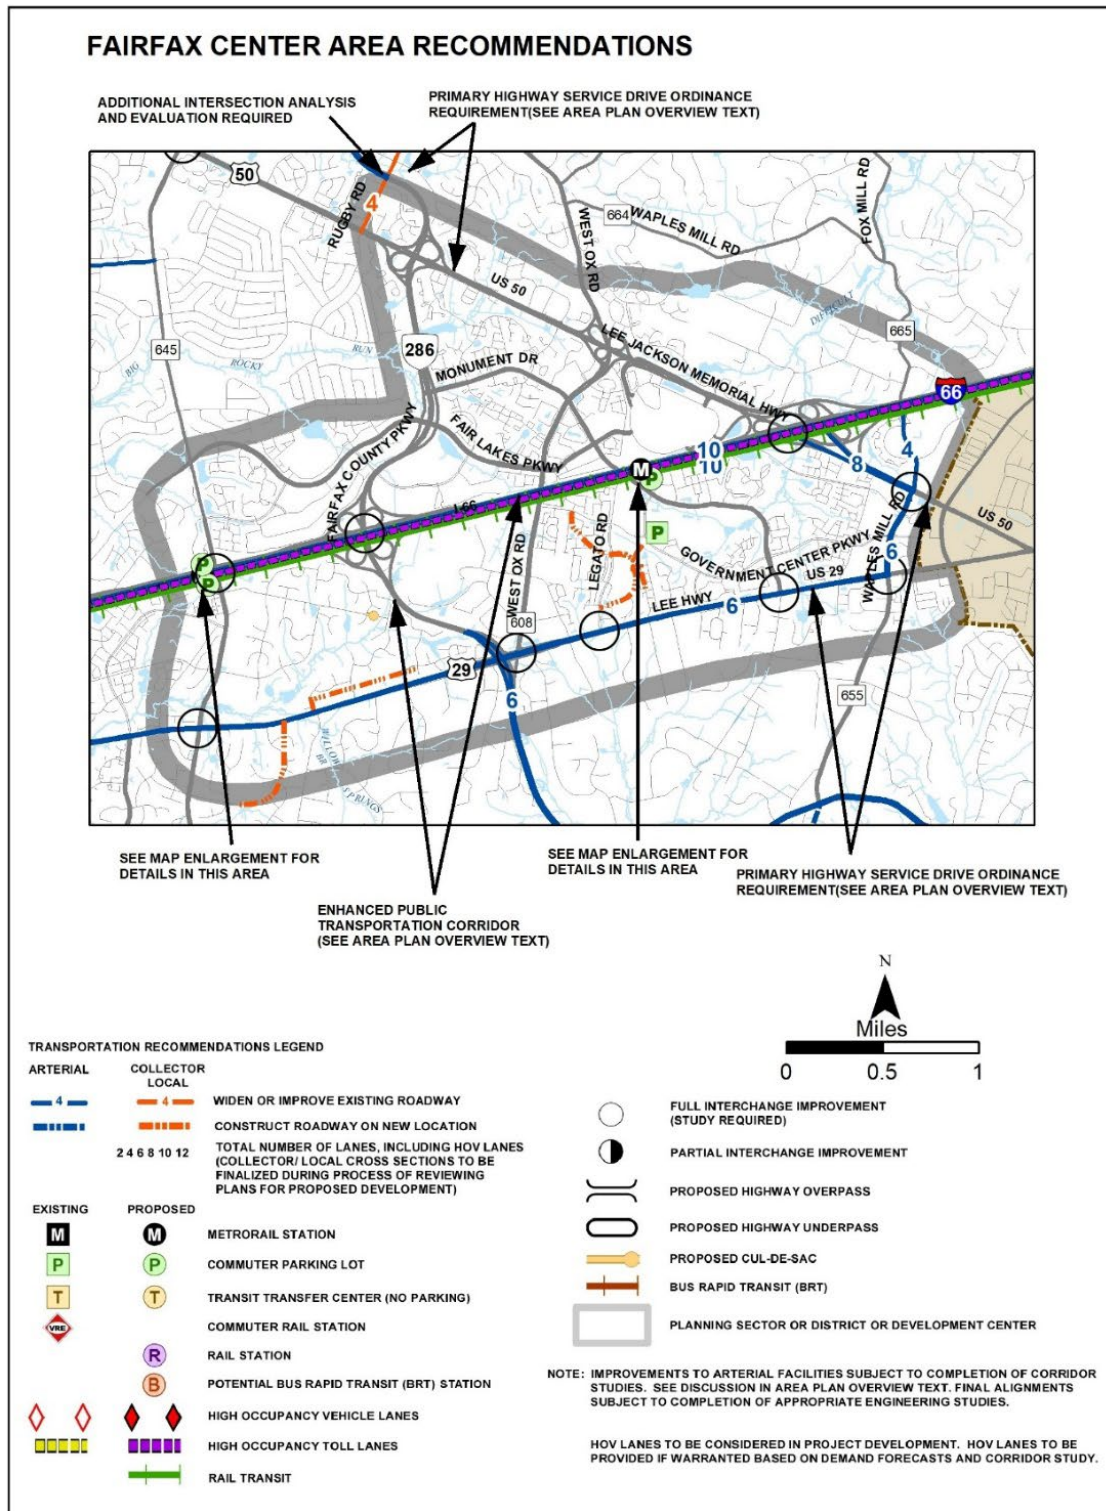 FAIRFAX CENTER AREA RECOMMENDATIONS
ADDITIONAL INTERSECTION ANALYSIS
AND EVALUATION REQUIRED
PRIMARY HIGHWAY SERVICE DRIVE ORDINANCE
REQUIREMENT(SEE AREA PLAN OVERVIEW TEXT)
50
RUGBY RD
4
WEST OX RD
664
WAPLES MILL RD
FOX MILL RD
US 50
DIFFICULT
665
645
BIG
ROCKY
RUN
286
MONUMENT DR
LEE JACKSON MEMORIAL HWY
66
FAIRFAX COUNTY PKWY
FAIR LAKES PKWY
10
10
8
4
M
P
I-66
P
LEGATO RD
GOVERNMENT CENTER PKWY
WAPLES MILL RD
US 50
6
US 29
P
P
WEST OX RD
608
LEE HWY
6
29
6
655
WILLOW
SPRINGS
BR
SEE MAP ENLARGEMENT FOR
DETAILS IN THIS AREA
SEE MAP ENLARGEMENT FOR
DETAILS IN THIS AREA
PRIMARY HIGHWAY SERVICE DRIVE ORDINANCE
REQUIREMENT(SEE AREA PLAN OVERVIEW TEXT)
ENHANCED PUBLIC
TRANSPORTATION CORRIDOR
(SEE AREA PLAN OVERVIEW TEXT)
N
Miles
0 0.5 1
TRANSPORTATION RECOMMENDATIONS LEGEND
ARTERIAL COLLECTOR
LOCAL
4 4 WIDEN OR IMPROVE EXISTING ROADWAY
CONSTRUCT ROADWAY ON NEW LOCATION
2 4 6 8 10 12 TOTAL NUMBER OF LANES, INCLUDING HOV LANES
(COLLECTOR/ LOCAL CROSS SECTIONS TO BE
FINALIZED DURING PROCESS OF REVIEWING
PLANS FOR PROPOSED DEVELOPMENT)
EXISTING PROPOSED
M M METRORAIL STATION
P P COMMUTER PARKING LOT
T T TRANSIT TRANSFER CENTER (NO PARKING)
VRE COMMUTER RAIL STATION
R RAIL STATION
B POTENTIAL BUS RAPID TRANSIT (BRT) STATION
HIGH OCCUPANCY VEHICLE LANES
HIGH OCCUPANCY TOLL LANES
RAIL TRANSIT
FULL INTERCHANGE IMPROVEMENT
(STUDY REQUIRED)
PARTIAL INTERCHANGE IMPROVEMENT
PROPOSED HIGHWAY OVERPASS
PROPOSED HIGHWAY UNDERPASS
PROPOSED CUL-DE-SAC
BUS RAPID TRANSIT (BRT)
PLANNING SECTOR OR DISTRICT OR DEVELOPMENT CENTER
NOTE: IMPROVEMENTS TO ARTERIAL FACILITIES SUBJECT TO COMPLETION OF CORRIDOR
STUDIES. SEE DISCUSSION IN AREA PLAN OVERVIEW TEXT. FINAL ALIGNMENTS
SUBJECT TO COMPLETION OF APPROPRIATE ENGINEERING STUDIES.
HOV LANES TO BE CONSIDERED IN PROJECT DEVELOPMENT. HOV LANES TO BE
PROVIDED IF WARRANTED BASED ON DEMAND FORECASTS AND CORRIDOR STUDY.